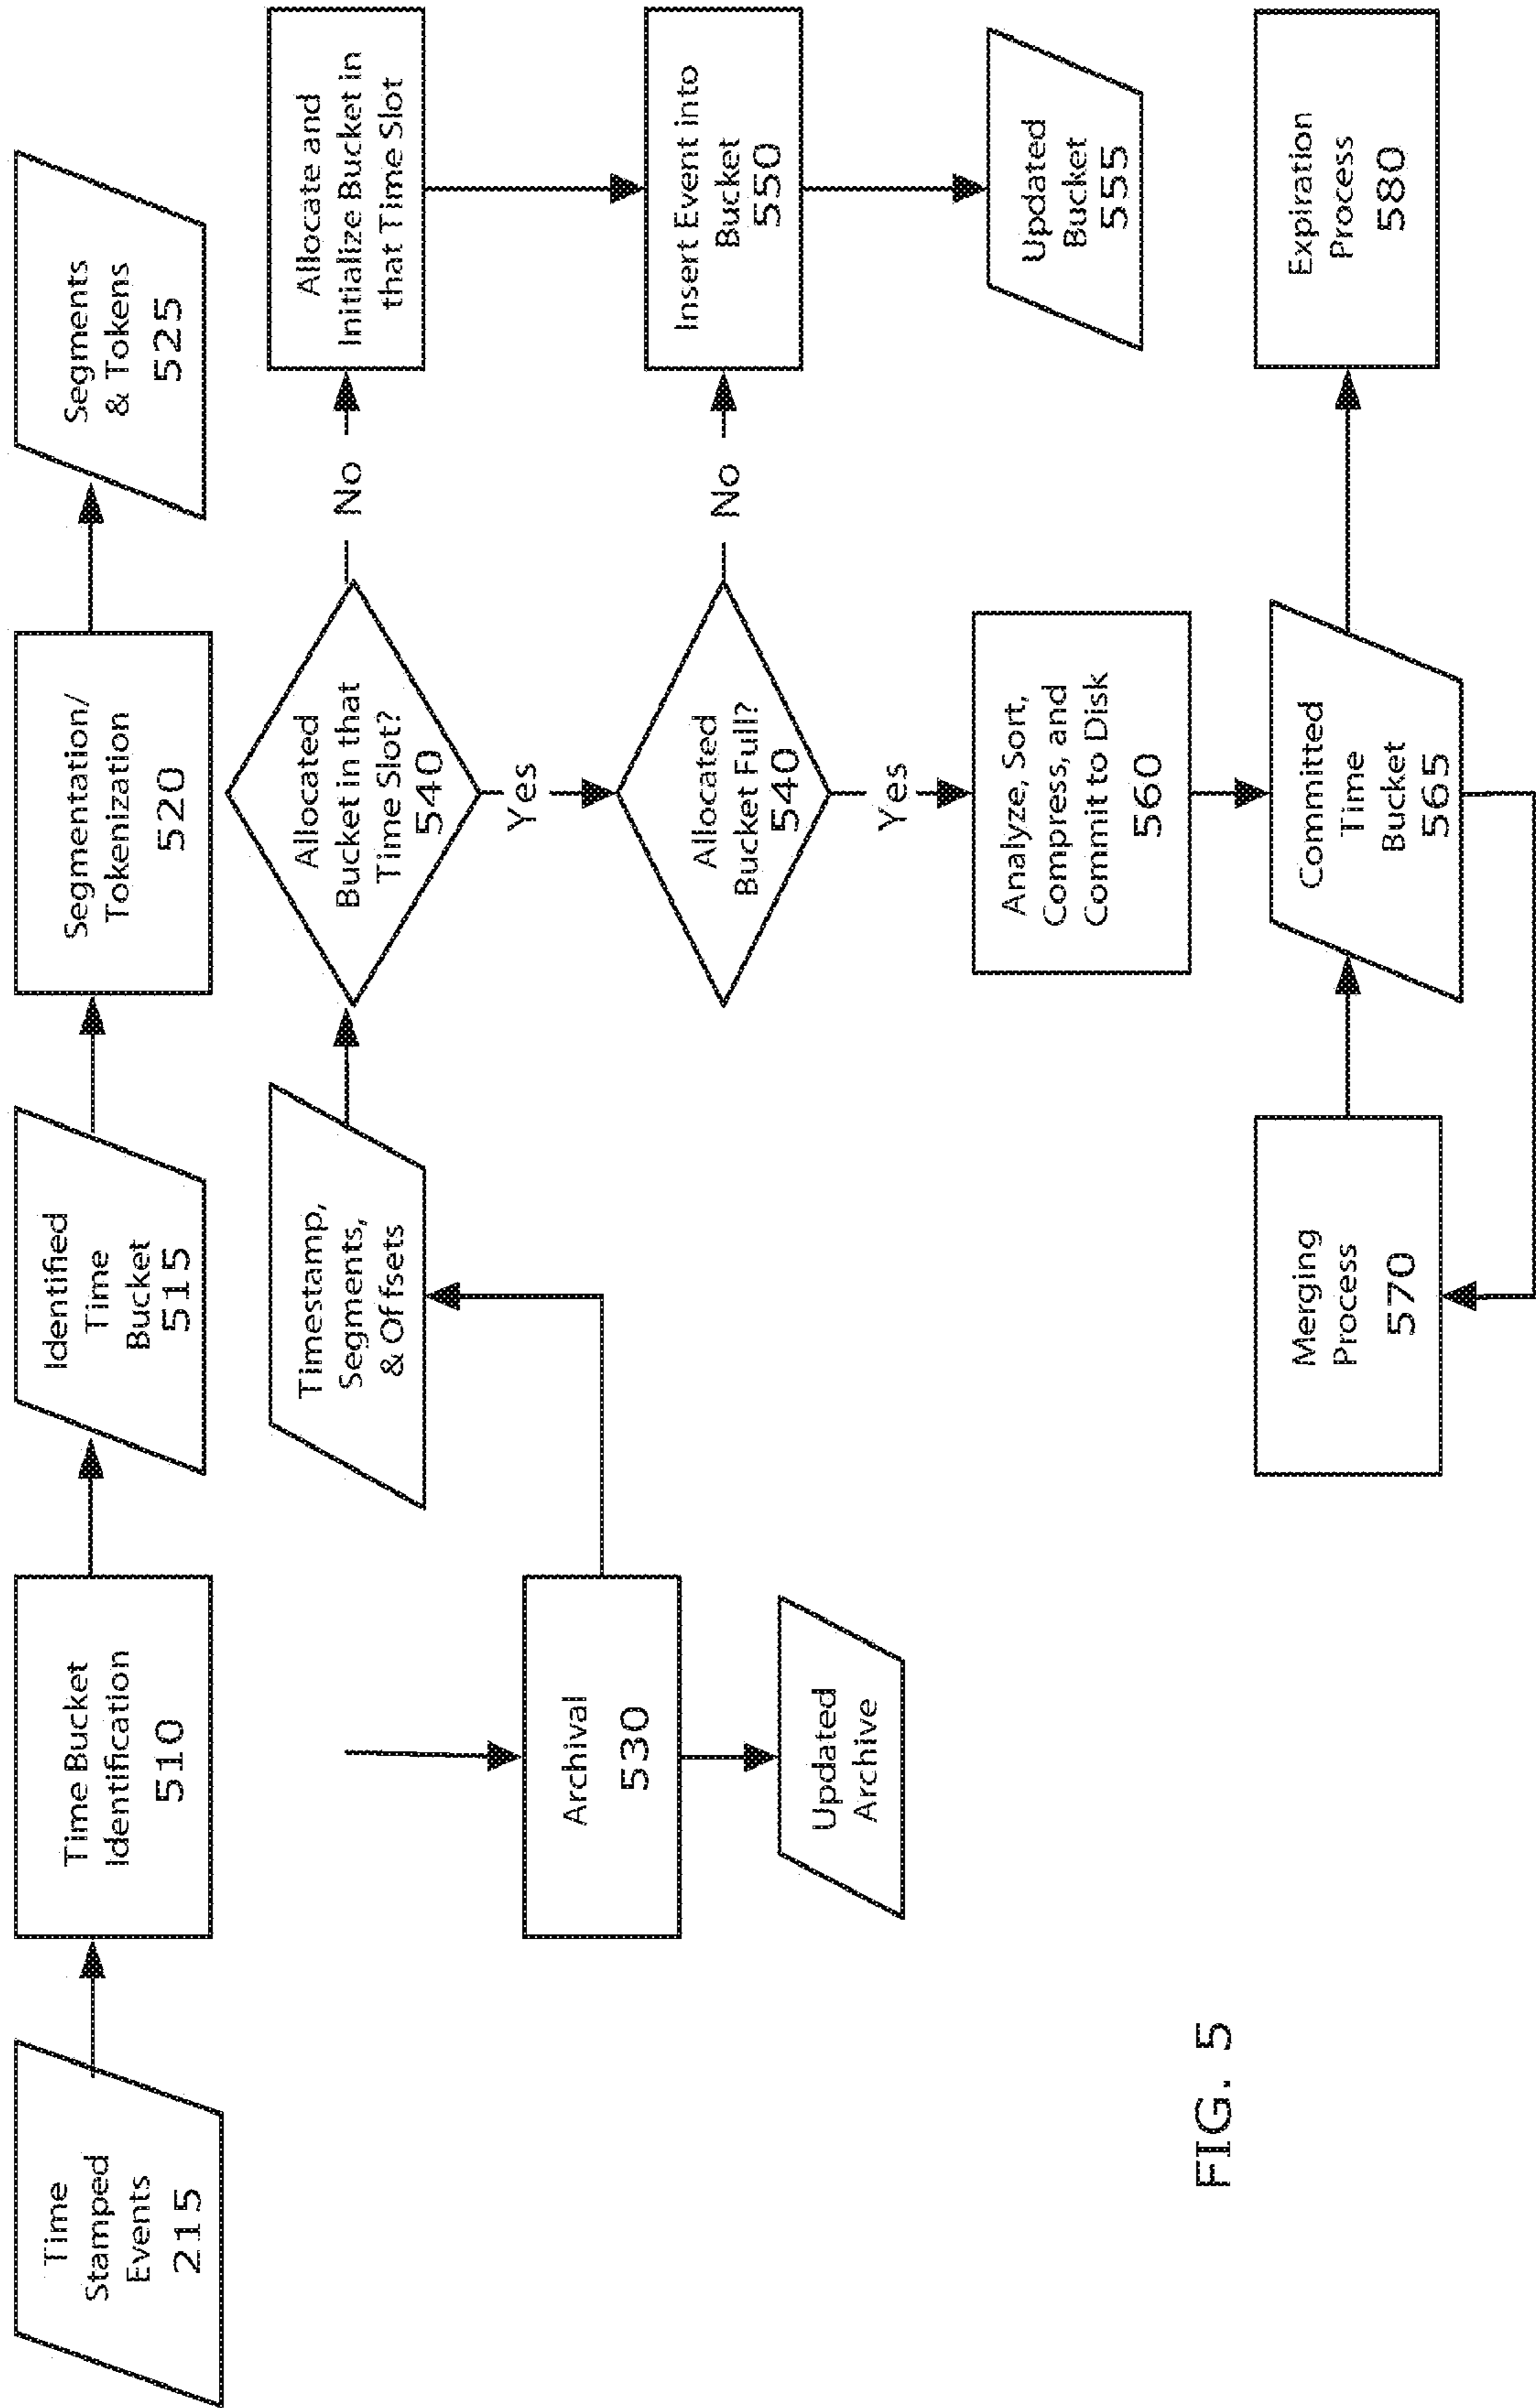 Time
Stamped
Events
215
Time Bucket
Identification
510
Identified
Time
Bucket
515
Segmentation/
Tokenization
520
Segments
& Tokens
525
Timestamp,
Segments,
& Offsets
Allocated
Bucket in that
Time Slot?
540
No
Allocate and
Initialize Bucket in
that Time Slot
Yes
Archival
530
Allocated
Bucket Full?
540
No
Insert Event into
Bucket
550
Updated
Archive
Yes
Analyze, Sort,
Compress, and
Commit to Disk
560
Updated
Bucket
555
Merging
Process
570
Committed
Time
Bucket
565
Expiration
Process
580
FIG. 5